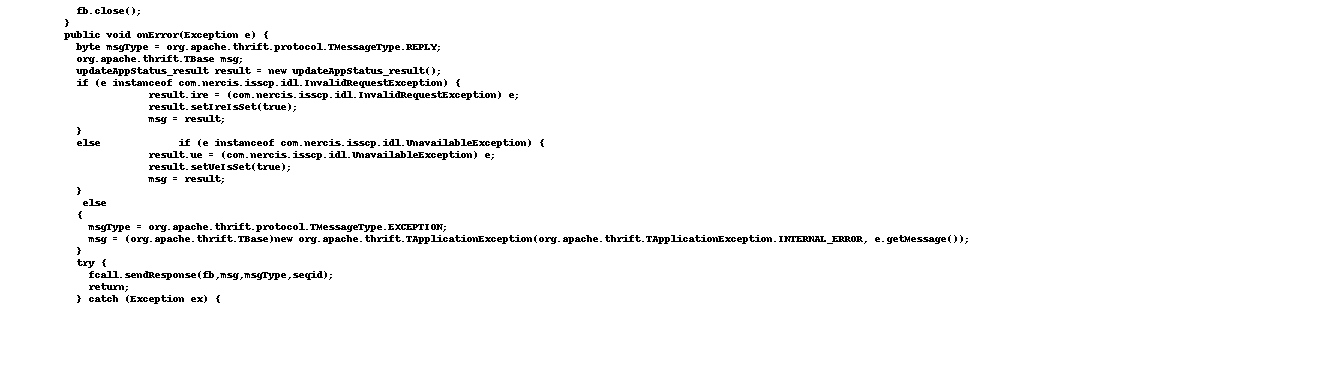 fb.close();
}
public void onError(Exception e) {
byte msgType = org.apache.thrift.protocol.TMessageType.REPLY;
org.apache.thrift.TBase msg;
updateAppStatus_result result = new updateAppStatus_result();
if (e instanceof com.nercis.isscp.idl.InvalidRequestException) {
result.ire = (com.nercis.isscp.idl.InvalidRequestException) e;
result.setIreIsSet(true);
msg = result;
}
else             if (e instanceof com.nercis.isscp.idl.UnavailableException) {
result.ue = (com.nercis.isscp.idl.UnavailableException) e;
result.setUeIsSet(true);
msg = result;
}
else
{
msgType = org.apache.thrift.protocol.TMessageType.EXCEPTION;
msg = (org.apache.thrift.TBase)new org.apache.thrift.TApplicationException(org.apache.thrift.TApplicationException.INTERNAL_ERROR, e.getMessage());
}
try {
fcall.sendResponse(fb,msg,msgType,seqid);
return;
} catch (Exception ex) {